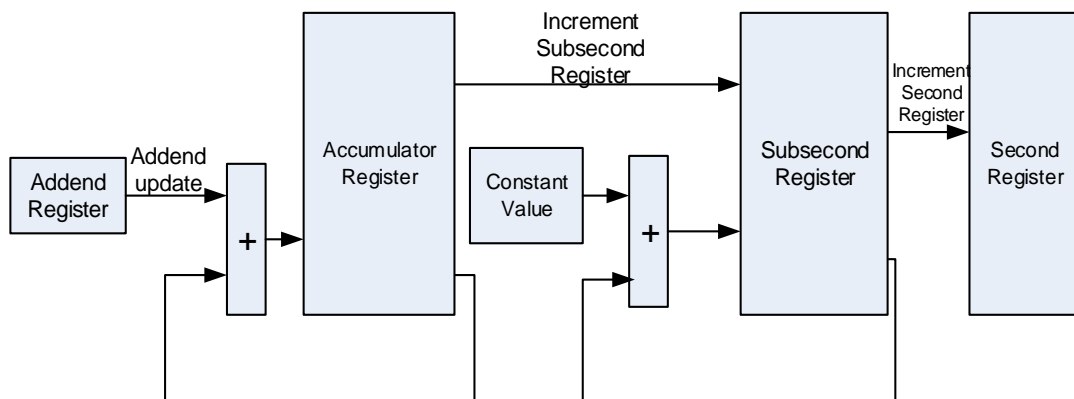 Increment
Subsecond
Register
Increment
Second
Register
Addend
Register
Addend
update
+
Accumulator
Register
Constant
Value
+
Subsecond
Register
Second
Register